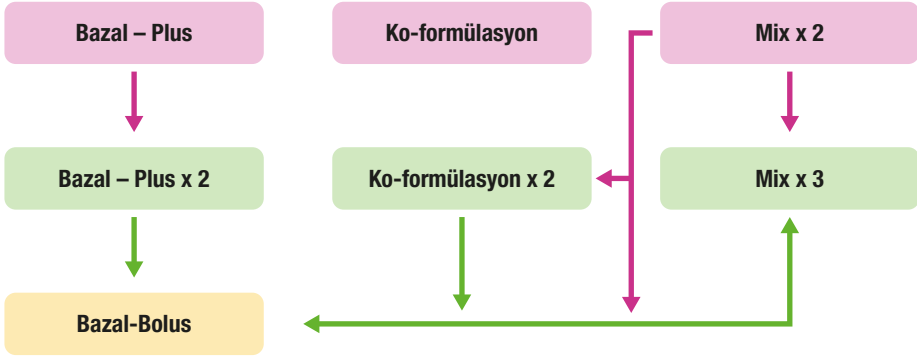 Bazal – Plus
Ko-formülasyon
Mix x 2
Bazal – Plus x 2
Ko-formülasyon x 2
Mix x 3
Bazal-Bolus